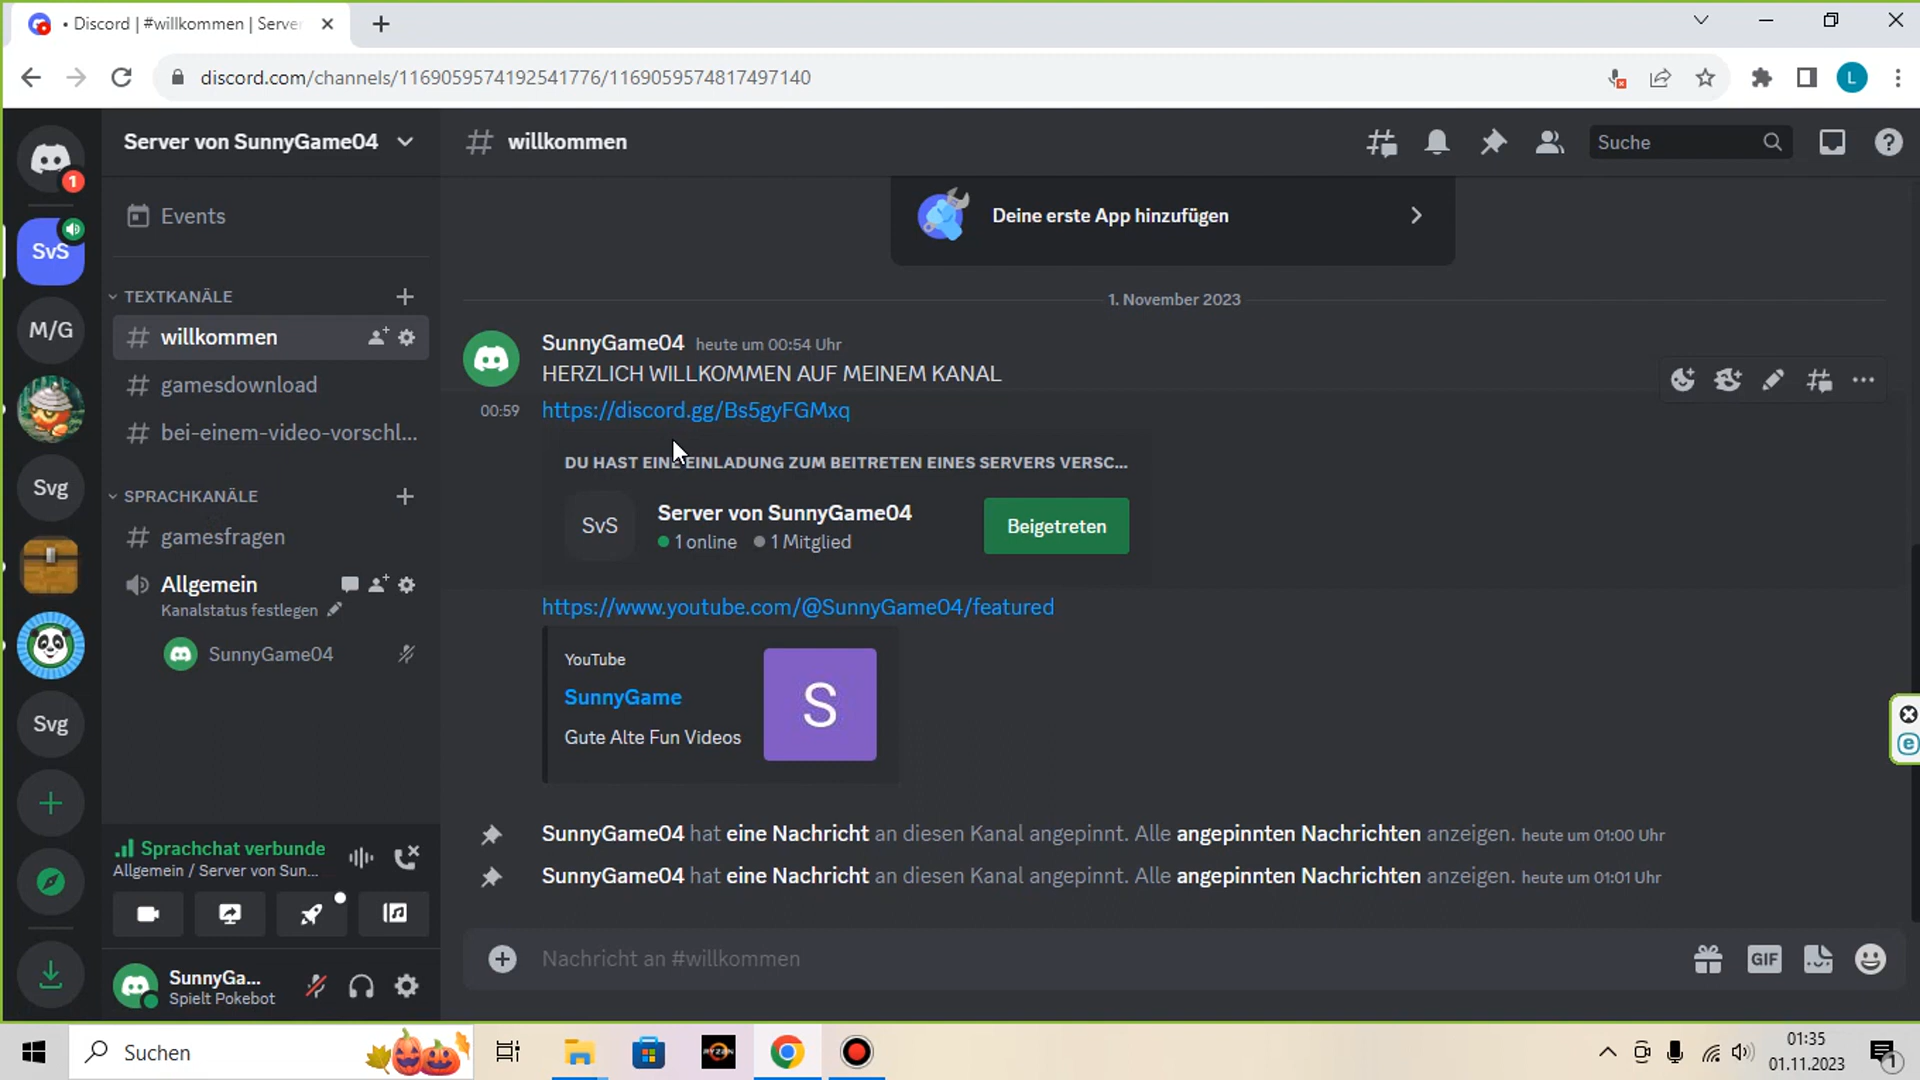 • Discord | #willkommen | Serve
discord.com/channels/1169059574192541776/1169059574817497140
L
1
Server von SunnyGame04
willkommen
Suche
SvS
Events
Deine erste App hinzufügen
TEXTKANÄLE
1. November 2023
M/G
willkommen
SunnyGame04 heute um 00:54 Uhr
HERZLICH WILLKOMMEN AUF MEINEM KANAL
gamesdownload
00:59
https://discord.gg/Bs5gyFGMxq
bei-einem-video-vorschl...
DU HAST EINE EINLADUNG ZUM BEITRETEN EINES SERVERS VERSC...
Svg
SPRACHKANÄLE
SvS
Server von SunnyGame04
1 online
1 Mitglied
Beigetreten
gamesfragen
Allgemein
Kanalstatus festlegen
https://www.youtube.com/@SunnyGame04/featured
SunnyGame04
YouTube
SunnyGame
S
Gute Alte Fun Videos
Svg
SunnyGame04 hat eine Nachricht an diesen Kanal angepinnt. Alle angepinnten Nachrichten anzeigen. heute um 01:00 Uhr
SunnyGame04 hat eine Nachricht an diesen Kanal angepinnt. Alle angepinnten Nachrichten anzeigen. heute um 01:01 Uhr
Sprachchat verbunde
Allgemein / Server von Sun...
Nachricht an #willkommen
GIF
SunnyGa...
Spielt Pokebot
Suchen
RYZEN
01:35
01.11.2023
1